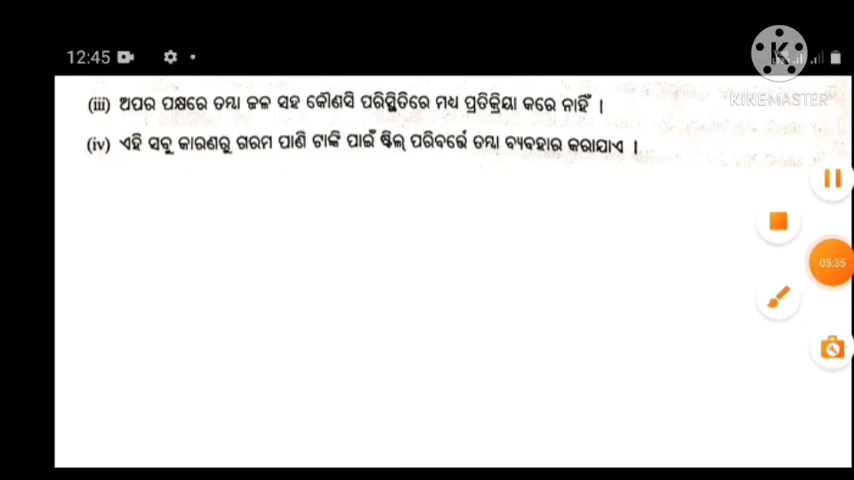 12:45
KINEMASTER
(iii) ଅପର ପକ୍ଷରେ ତମ୍ବା ଜଳ ସହ କୌଣସି ପରିସ୍ଥିତିରେ ମଧ୍ୟ ପ୍ରତିକ୍ରିୟା କରେ ନାହିଁ ।
(iv) ଏହି ସବୁ କାରଣରୁ ଗରମ ପାଣି ଟାଙ୍କି ପାଇଁ ଷ୍ଟିଲ୍ ପରିବର୍ତ୍ତେ ତମ୍ବା ବ୍ୟବହାର କରାଯାଏ ।
05:35